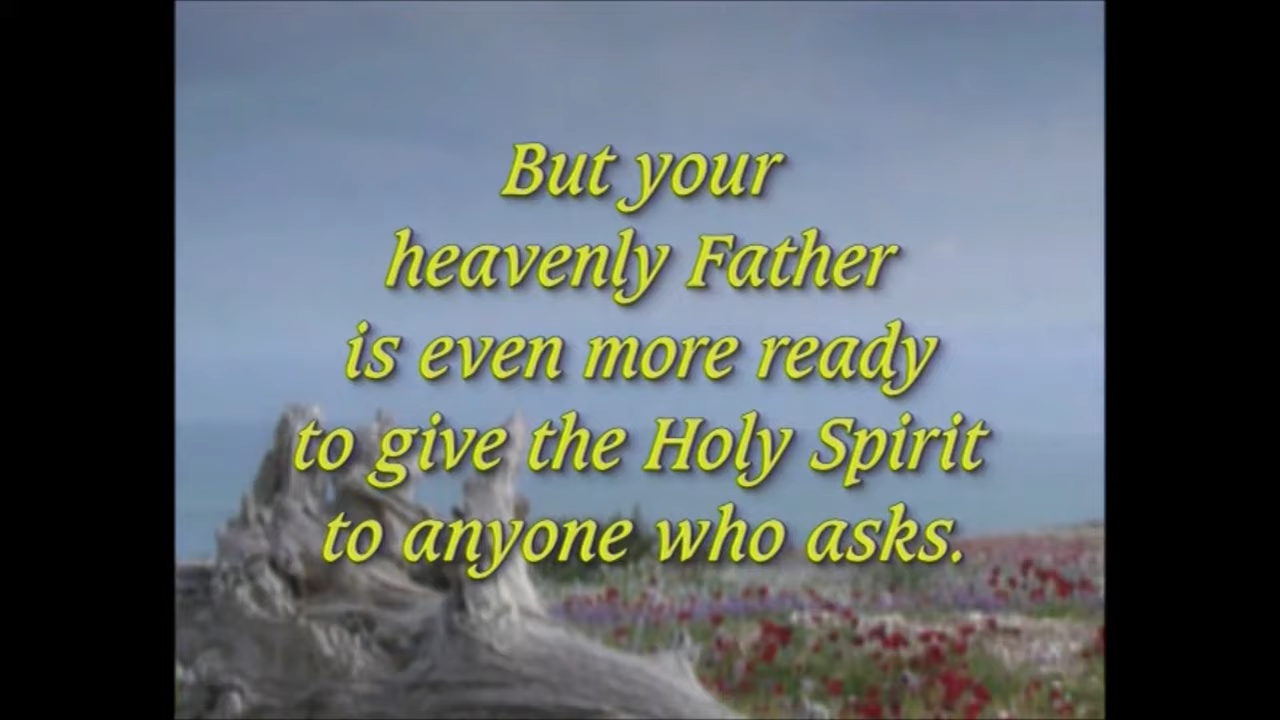 But your
heavenly Father
is even more ready
to give the Holy Spirit
to anyone who asks.